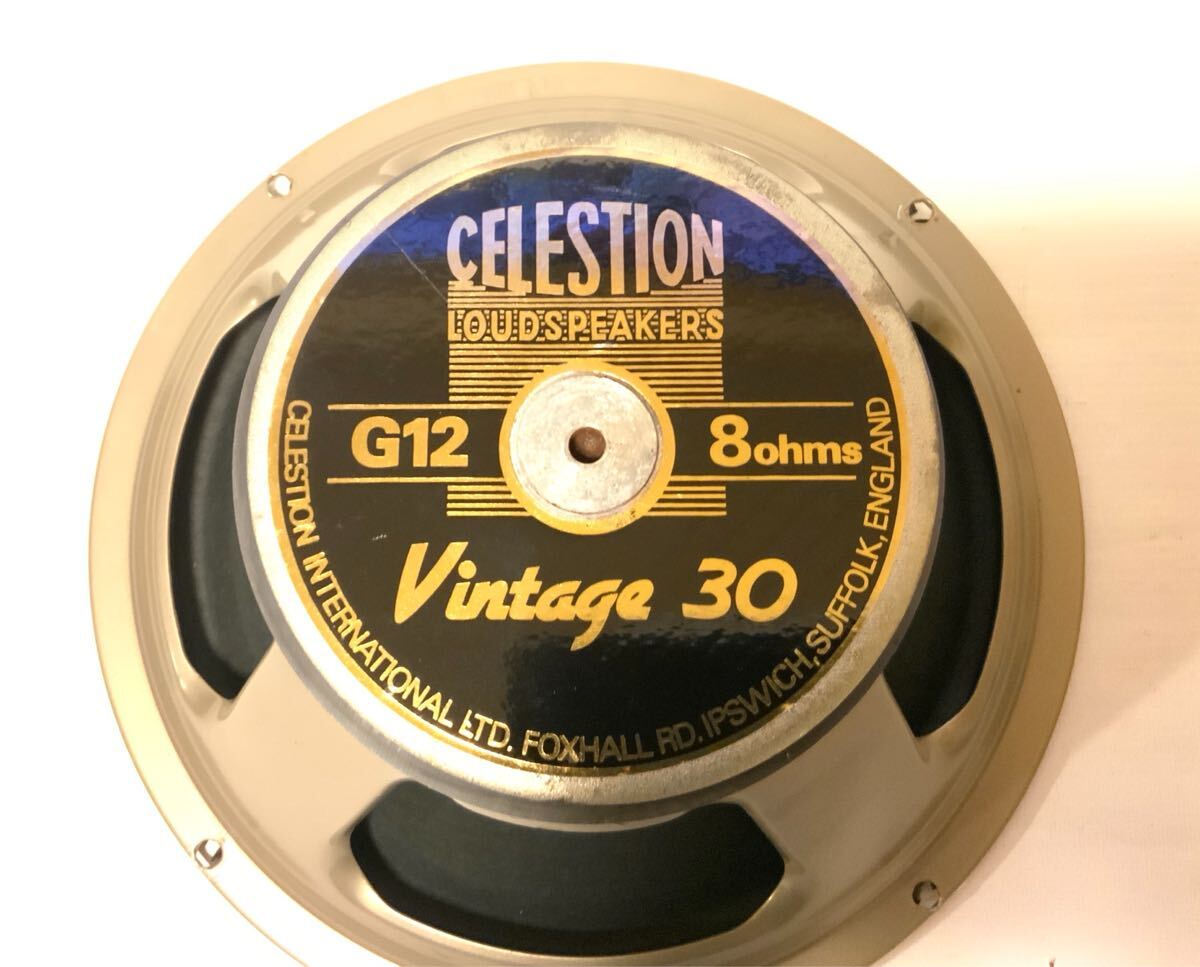 CELESTION
LOUDSPEAKERS
G12
8ohms
Vintage 30
CELESTION INTERNATIONAL LTD. FOXHALL RD. IPSWICH, SUFFOLK, ENGLAND